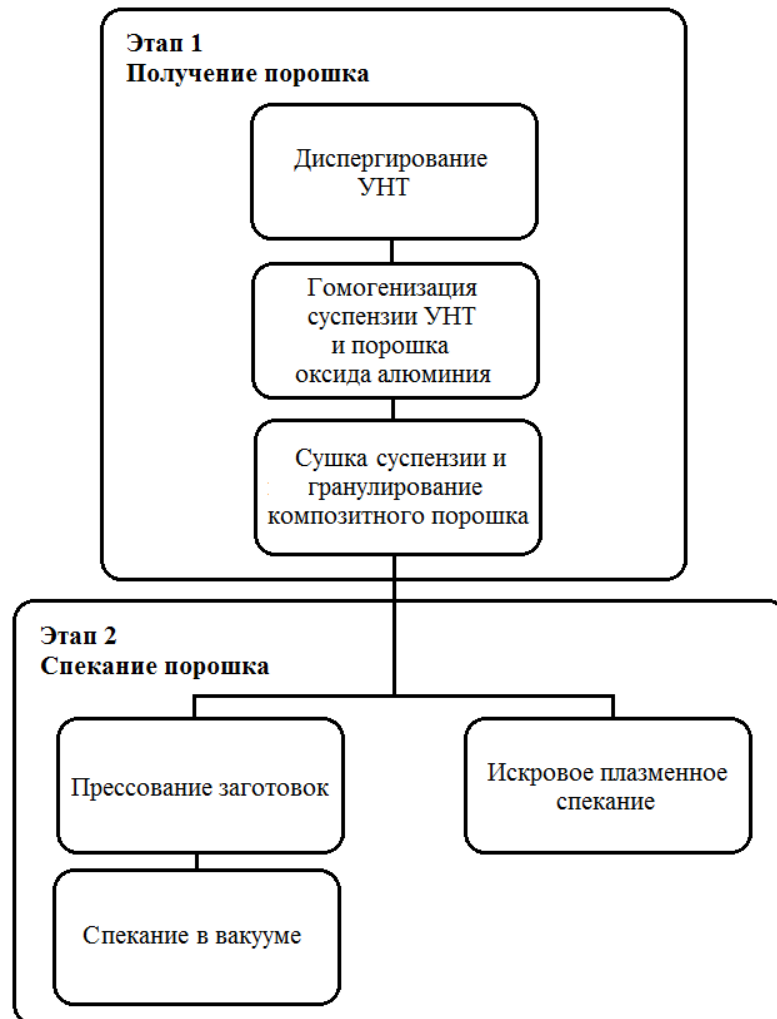 Этап 1
Получение порошка
Диспергирование
УНТ
Гомогенизация
суспензии УНТ
и порошка
оксида алюминия
Сушка суспензии и
гранулирование
композитного порошка
Этап 2
Спекание порошка
Прессование заготовок
Искровое плазменное
спекание
Спекание в вакууме